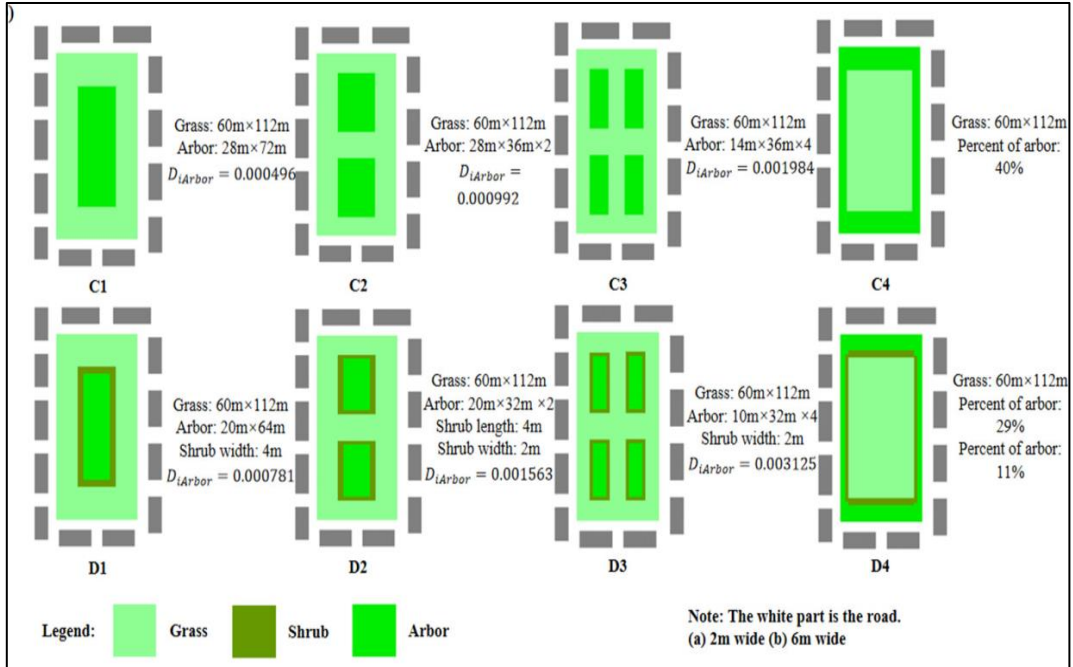 )
Grass: 60m×112m
Arbor: 28m×72m
D_iArbor = 0.000496
C1
Grass: 60m×112m
Arbor: 28m×36m×2
D_iArbor =
0.000992
C2
Grass: 60m×112m
Arbor: 14m×36m×4
D_iArbor = 0.001984
C3
Grass: 60m×112m
Percent of arbor:
40%
C4
Grass: 60m×112m
Arbor: 20m×64m
Shrub width: 4m
D_iArbor = 0.000781
D1
Grass: 60m×112m
Arbor: 20m×32m ×2
Shrub length: 4m
Shrub width: 2m
D_iArbor = 0.001563
D2
Grass: 60m×112m
Arbor: 10m×32m ×4
Shrub width: 2m
D_iArbor = 0.003125
D3
Grass: 60m×112m
Percent of arbor:
29%
Percent of arbor:
11%
D4
Legend: Grass Shrub Arbor
Note: The white part is the road.
(a) 2m wide (b) 6m wide